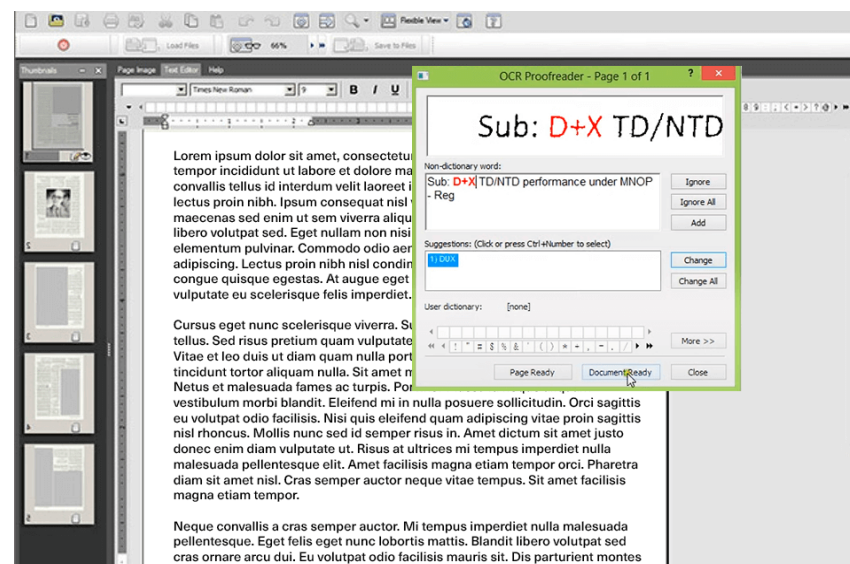 Flexible View
Load Files
66%
Save to Files
Thumbnails
Page Image Text Editor Help
Times New Roman 9 B I U
OCR Proofreader - Page 1 of 1 ? ×
Sub: D+X TD/NTD
Non-dictionary word:
Sub: D+X TD/NTD performance under MNOP
- Reg
Ignore
Ignore All
Add
Suggestions: (Click or press Ctrl+Number to select)
1) DUX
Change
Change All
User dictionary: [none]
More >>
Page Ready Document Ready Close
Lorem ipsum dolor sit amet, consectetu
tempor incididunt ut labore et dolore ma
convallis tellus id interdum velit laoreet i
lectus proin nibh. Ipsum consequat nisl
maecenas sed enim ut sem viverra aliqu
libero volutpat sed. Eget nullam non nisi
elementum pulvinar. Commodo odio aen
adipiscing. Lectus proin nibh nisl condin
congue quisque egestas. At augue eget
vulputate eu scelerisque felis imperdiet.
Cursus eget nunc scelerisque viverra. Su
tellus. Sed risus pretium quam vulputate
Vitae et leo duis ut diam quam nulla port
tincidunt tortor aliquam nulla. Sit amet m
Netus et malesuada fames ac turpis. Por
vestibulum morbi blandit. Eleifend mi in nulla posuere sollicitudin. Orci sagittis
eu volutpat odio facilisis. Nisi quis eleifend quam adipiscing vitae proin sagittis
nisl rhoncus. Mollis nunc sed id semper risus in. Amet dictum sit amet justo
donec enim diam vulputate ut. Risus at ultrices mi tempus imperdiet nulla
malesuada pellentesque elit. Amet facilisis magna etiam tempor orci. Pharetra
diam sit amet nisl. Cras semper auctor neque vitae tempus. Sit amet facilisis
magna etiam tempor.
Neque convallis a cras semper auctor. Mi tempus imperdiet nulla malesuada
pellentesque. Eget felis eget nunc lobortis mattis. Blandit libero volutpat sed
cras ornare arcu dui. Eu volutpat odio facilisis mauris sit. Dis parturient montes